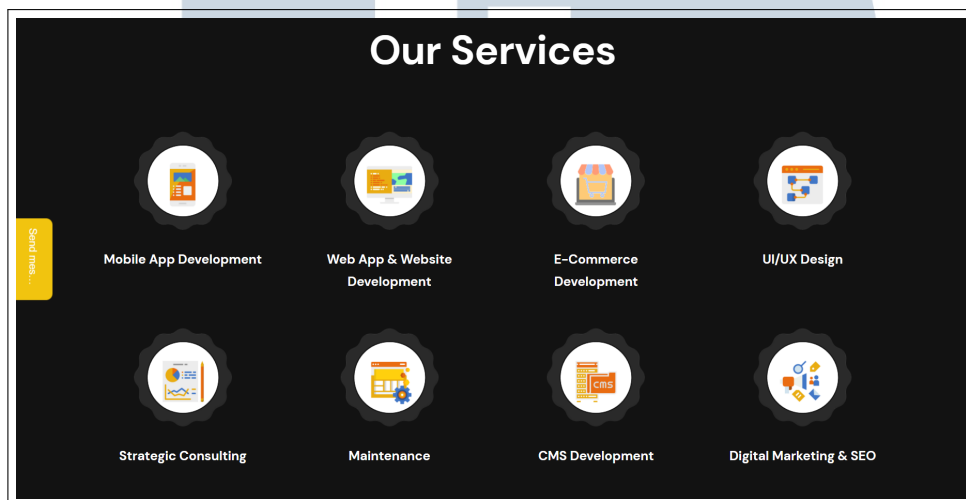 Our Services
Mobile App Development
Web App & Website
Development
E-Commerce
Development
UI/UX Design
Send mes...
Strategic Consulting
Maintenance
CMS
CMS Development
Digital Marketing & SEO